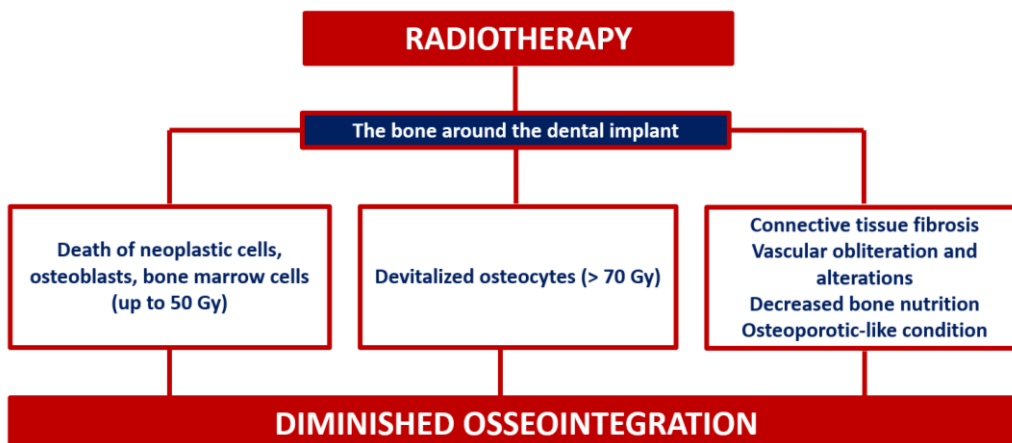 RADIOTHERAPY
The bone around the dental implant
Death of neoplastic cells,
osteoblasts, bone marrow cells
(up to 50 Gy)
Devitalized osteocytes (> 70 Gy)
Connective tissue fibrosis
Vascular obliteration and
alterations
Decreased bone nutrition
Osteoporotic-like condition
DIMINISHED OSSEOINTEGRATION